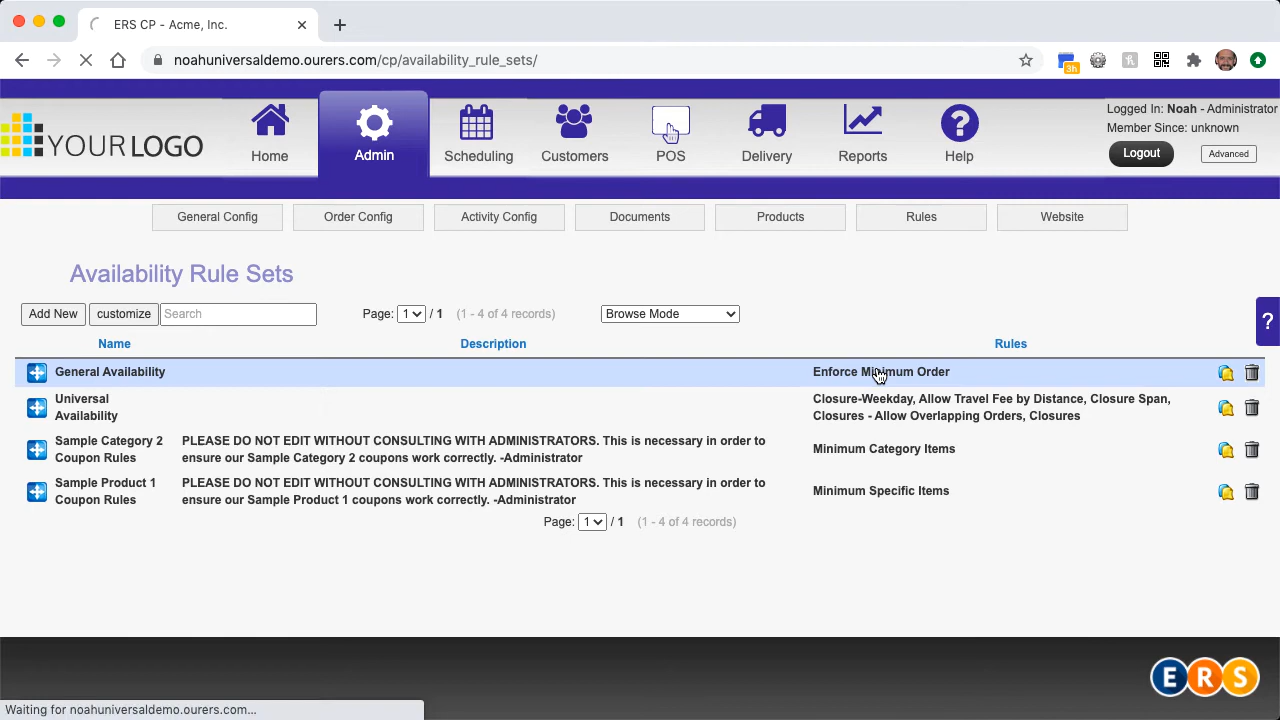 ERS CP - Acme, Inc.
noahuniversaldemo.ourers.com/cp/availability_rule_sets/
3h
YOUR LOGO
Home
Admin
Scheduling
Customers
POS
Delivery
Reports
Help
Logged In: Noah - Administrator
Member Since: unknown
Logout
Advanced
General Config
Order Config
Activity Config
Documents
Products
Rules
Website
Availability Rule Sets
Add New
customize
Search
Page: 1 / 1 (1 - 4 of 4 records)
Browse Mode
?
Name
Description
Rules
General Availability
Enforce Minimum Order
Universal
Availability
Closure-Weekday, Allow Travel Fee by Distance, Closure Span,
Closures - Allow Overlapping Orders, Closures
Sample Category 2
Coupon Rules
PLEASE DO NOT EDIT WITHOUT CONSULTING WITH ADMINISTRATORS. This is necessary in order to
ensure our Sample Category 2 coupons work correctly. -Administrator
Minimum Category Items
Sample Product 1
Coupon Rules
PLEASE DO NOT EDIT WITHOUT CONSULTING WITH ADMINISTRATORS. This is necessary in order to
ensure our Sample Product 1 coupons work correctly. -Administrator
Minimum Specific Items
Page: 1 / 1 (1 - 4 of 4 records)
ERS
Waiting for noahuniversaldemo.ourers.com...